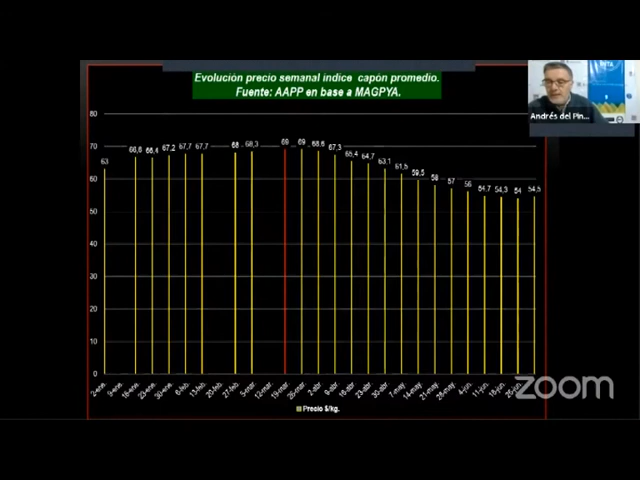 Evolución precio semanal índice capón promedio.
Fuente: AAPP en base a MAGPYA.
INTA
Andrés del Pin...
80
70
60
50
40
30
20
10
0
63
66,6
66,4
67,2
67,7
67,7
68
68,3
69
69
68,6
67,3
65,4
64,7
63,1
61,5
59,5
58
57
56
54,7
54,3
54
54,5
2-ene.
9-ene.
16-ene.
23-ene.
30-ene.
6-feb.
13-feb.
20-feb.
27-feb.
5-mar.
12-mar.
19-mar.
26-mar.
2-abr.
9-abr.
16-abr.
23-abr.
30-abr.
7-may.
14-may.
21-may.
28-may.
4-jun.
11-jun.
18-jun.
26-jun.
Precio $/kg.
zoom